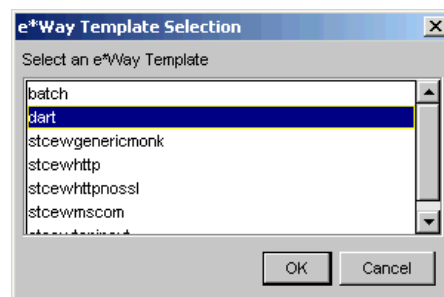 e*Way Template Selection
Select an e*Way Template
batch
dart
stcewgenericmonk
stcewhttp
stcewhttpnossl
stcewmscom
OK
Cancel